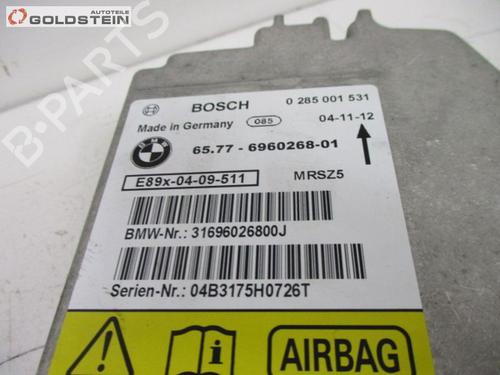 Autoteile
GOLDSTEIN
B-PARTS
BOSCH 0 285 001 531
Made in Germany 085 04-11-12
BMW 65.77 - 6960268-01
E89x-04-09-511 MRSZ5
BMW-Nr.: 31696026800J
Serien-Nr.: 04B3175H0726T
AIRBAG